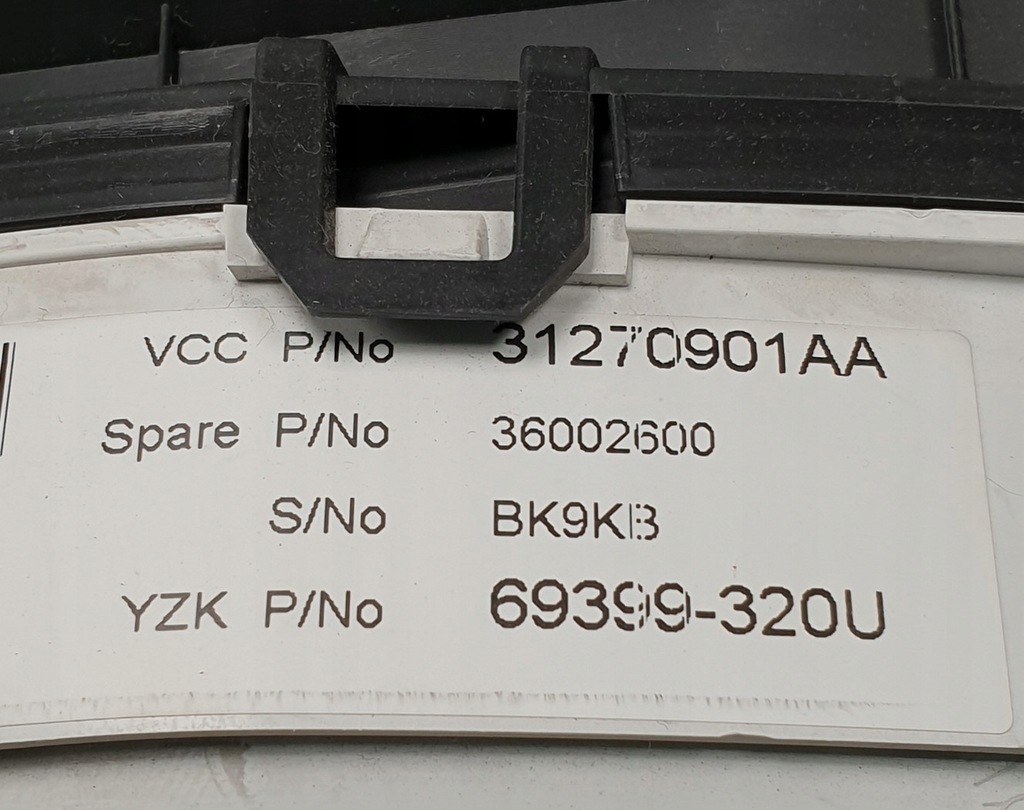 VCC P/No 31270901AA
Spare P/No 36002600
S/No BK9KB
YZK P/No 69399-320U